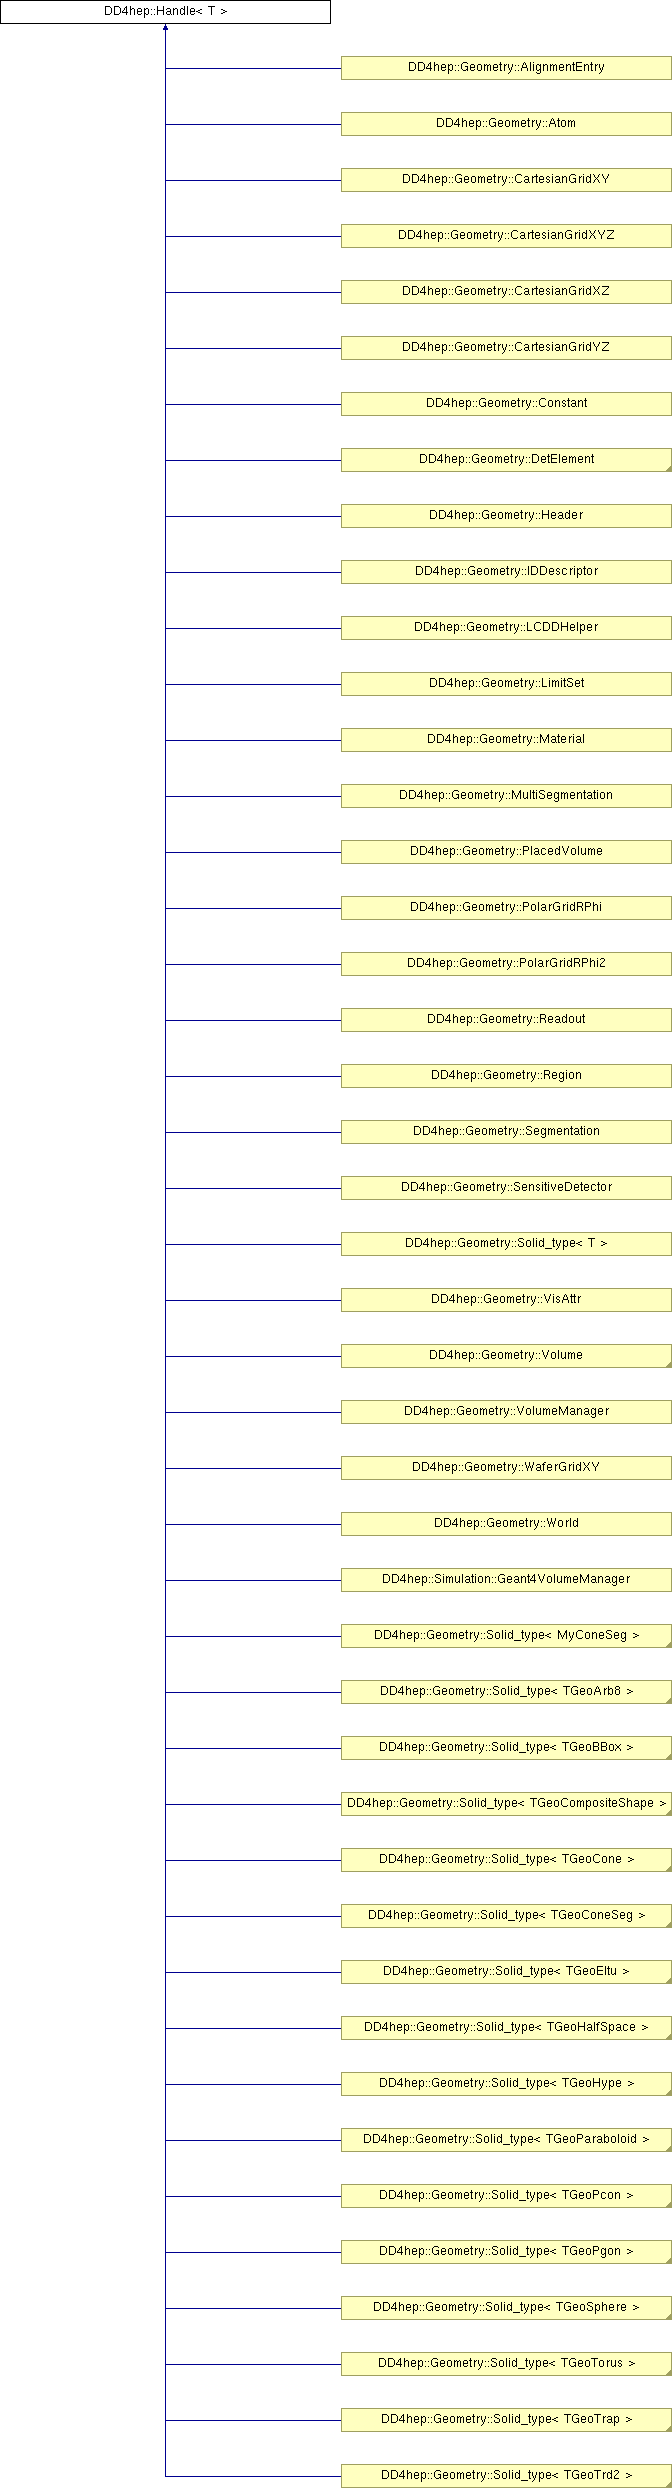 DD4hep::Handle< T >
DD4hep::Geometry::AlignmentEntry
DD4hep::Geometry::Atom
DD4hep::Geometry::CartesianGridXY
DD4hep::Geometry::CartesianGridXYZ
DD4hep::Geometry::CartesianGridXZ
DD4hep::Geometry::CartesianGridYZ
DD4hep::Geometry::Constant
DD4hep::Geometry::DetElement
DD4hep::Geometry::Header
DD4hep::Geometry::IDDescriptor
DD4hep::Geometry::LCDDHelper
DD4hep::Geometry::LimitSet
DD4hep::Geometry::Material
DD4hep::Geometry::MultiSegmentation
DD4hep::Geometry::PlacedVolume
DD4hep::Geometry::PolarGridRPhi
DD4hep::Geometry::PolarGridRPhi2
DD4hep::Geometry::Readout
DD4hep::Geometry::Region
DD4hep::Geometry::Segmentation
DD4hep::Geometry::SensitiveDetector
DD4hep::Geometry::Solid_type< T >
DD4hep::Geometry::VisAttr
DD4hep::Geometry::Volume
DD4hep::Geometry::VolumeManager
DD4hep::Geometry::WaferGridXY
DD4hep::Geometry::World
DD4hep::Simulation::Geant4VolumeManager
DD4hep::Geometry::Solid_type< MyConeSeg >
DD4hep::Geometry::Solid_type< TGeoArb8 >
DD4hep::Geometry::Solid_type< TGeoBBox >
DD4hep::Geometry::Solid_type< TGeoCompositeShape >
DD4hep::Geometry::Solid_type< TGeoCone >
DD4hep::Geometry::Solid_type< TGeoConeSeg >
DD4hep::Geometry::Solid_type< TGeoEltu >
DD4hep::Geometry::Solid_type< TGeoHalfSpace >
DD4hep::Geometry::Solid_type< TGeoHype >
DD4hep::Geometry::Solid_type< TGeoParaboloid >
DD4hep::Geometry::Solid_type< TGeoPcon >
DD4hep::Geometry::Solid_type< TGeoPgon >
DD4hep::Geometry::Solid_type< TGeoSphere >
DD4hep::Geometry::Solid_type< TGeoTorus >
DD4hep::Geometry::Solid_type< TGeoTrap >
DD4hep::Geometry::Solid_type< TGeoTrd2 >